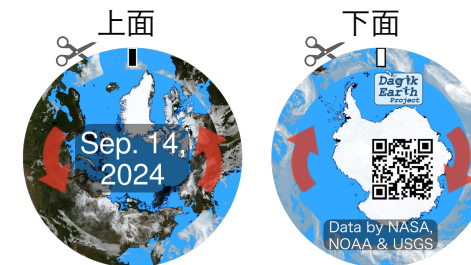 上面
下面
Sep. 14,
2024
Dagik
Earth
Project
Data by NASA,
NOAA & USGS